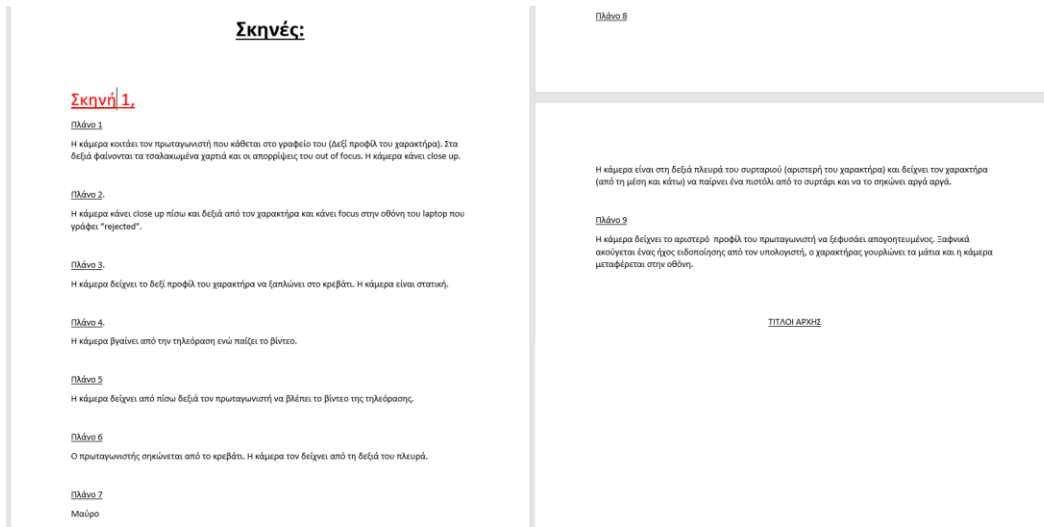 Σκηνές:
Σκηνή 1,
Πλάνο 1
Η κάμερα κοιτάει τον πρωταγωνιστή που κάθεται στο γραφείο του (Δεξί προφίλ του χαρακτήρα). Στα
δεξιά φαίνονται τα τσαλακωμένα χαρτιά και οι απορρίψεις του out of focus. Η κάμερα κάνει close up.
Πλάνο 2.
Η κάμερα κάνει close up πίσω και δεξιά από τον χαρακτήρα και κάνει focus στην οθόνη του laptop που
γράφει "rejected".
Πλάνο 3.
Η κάμερα δείχνει το δεξί προφίλ του χαρακτήρα να ξαπλώνει στο κρεβάτι. Η κάμερα είναι στατική.
Πλάνο 4.
Η κάμερα βγαίνει από την τηλεόραση ενώ παίζει το βίντεο.
Πλάνο 5
Η κάμερα δείχνει από πίσω δεξιά τον πρωταγωνιστή να βλέπει το βίντεο της τηλεόρασης.
Πλάνο 6
Ο πρωταγωνιστής σηκώνεται από το κρεβάτι. Η κάμερα τον δείχνει από τη δεξιά του πλευρά.
Πλάνο 7
Μαύρο
Πλάνο 8
Η κάμερα είναι στη δεξιά πλευρά του συρταριού (αριστερή του χαρακτήρα) και δείχνει τον χαρακτήρα
(από τη μέση και κάτω) να παίρνει ένα πιστόλι από το συρτάρι και να το σηκώνει αργά αργά.
Πλάνο 9
Η κάμερα δείχνει το αριστερό προφίλ του πρωταγωνιστή να ξεφυσάει απογοητευμένος. Ξαφνικά
ακούγεται ένας ήχος ειδοποίησης από τον υπολογιστή, ο χαρακτήρας γουρλώνει τα μάτια και η κάμερα
μεταφέρεται στην οθόνη.
ΤΙΤΛΟΙ ΑΡΧΗΣ